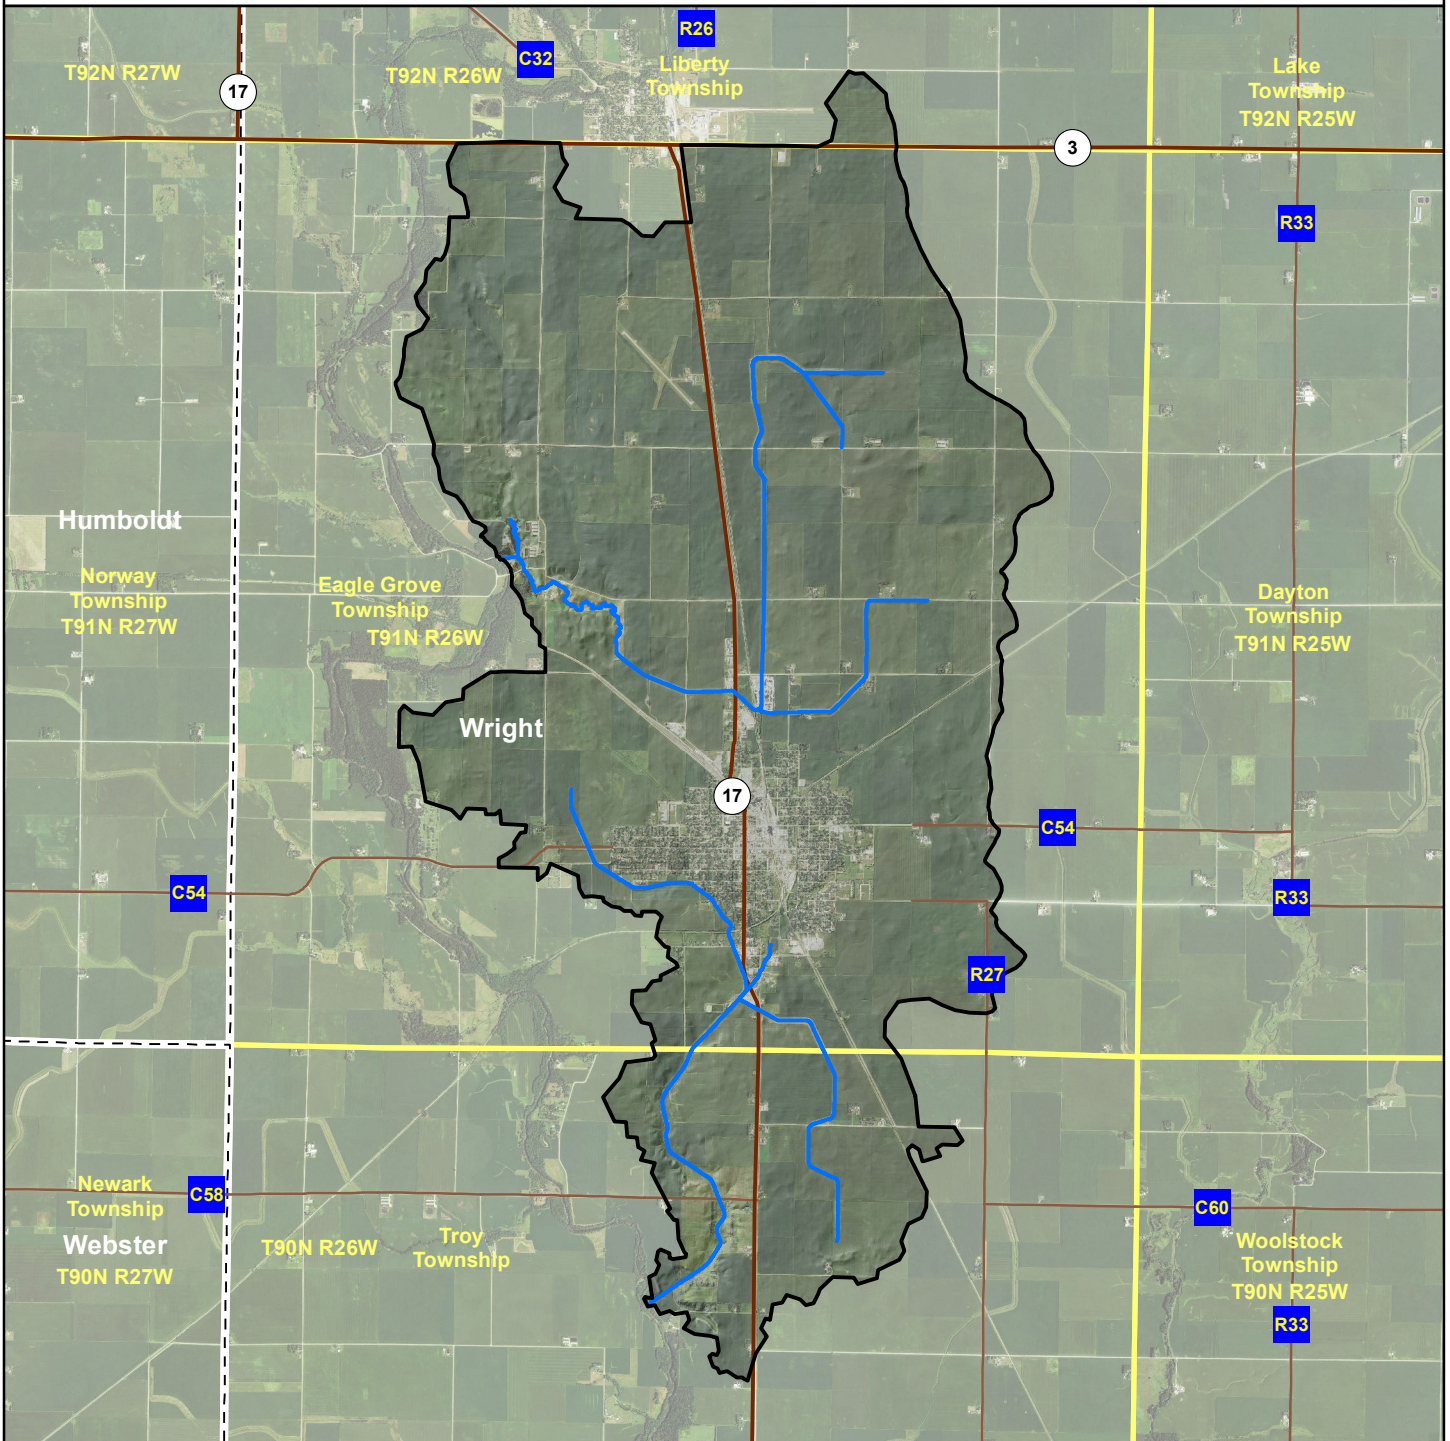 R26
C32
T92N R27W
T92N R26W
Liberty
Township
Lake
Township
T92N R25W
17
3
R33
Humboldt
Norway
Township
T91N R27W
Eagle Grove
Township
T91N R26W
Dayton
Township
T91N R25W
Wright
17
C54
C54
R33
R27
Newark
Township
C58
Webster
T90N R27W
T90N R26W
Troy
Township
C60
Woolstock
Township
T90N R25W
R33